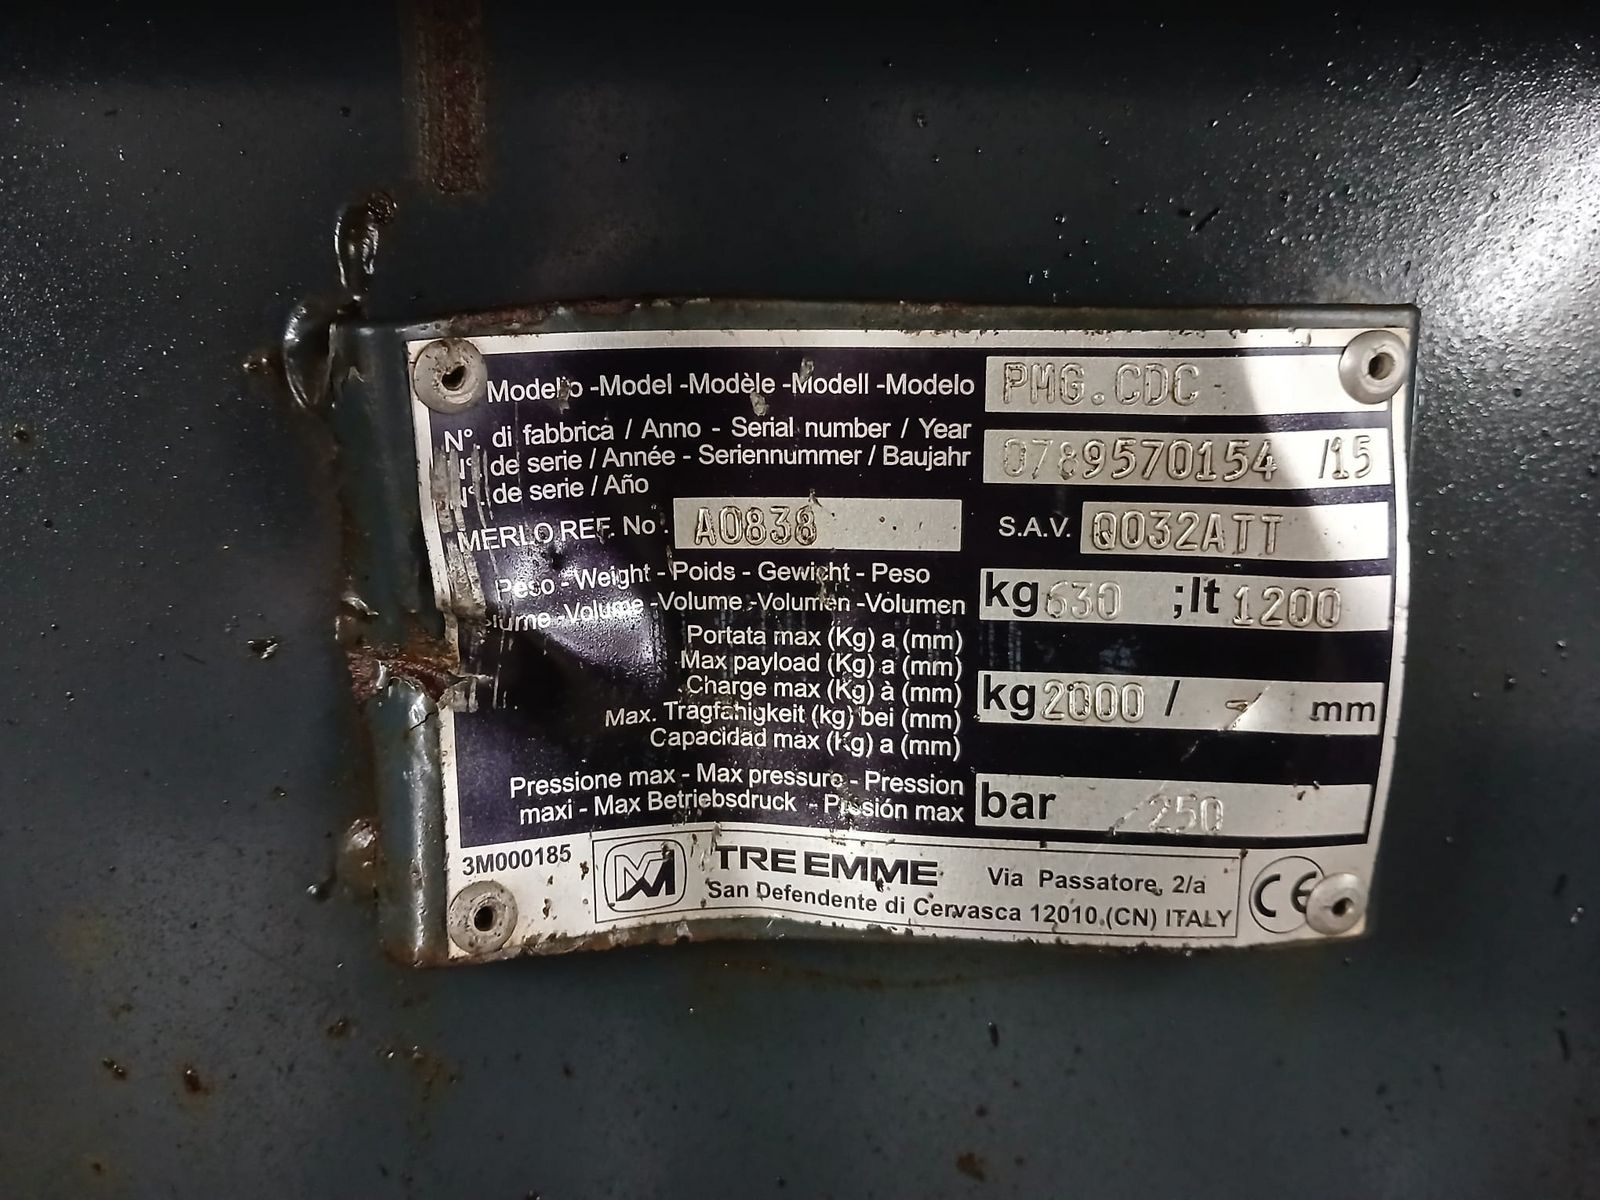 Modello -Model -Modèle -Modell -Modelo PMG.CDC
N°. di fabbrica / Anno - Serial number / Year
N°. de serie / Année - Seriennummer / Baujahr 0789570154 /15
N°. de serie / Año
MERLO REF. No. A0838 S.A.V. Q032ATT
Peso - Weight - Poids - Gewicht - Peso
-Volume -Volume -Volumen -Volumen kg 630 ;lt 1200
Portata max (Kg) a (mm)
Max payload (Kg) a (mm)
Charge max (Kg) à (mm) kg 2000 / - mm
Max. Tragfähigkeit (kg) bei (mm)
Capacidad max (Kg) a (mm)
Pressione max - Max pressure - Pression
maxi - Max Betriebsdruck - Presión max bar 250
3M000185 TRE EMME Via Passatore, 2/a
San Defendente di Cervasca 12010 (CN) ITALY CE